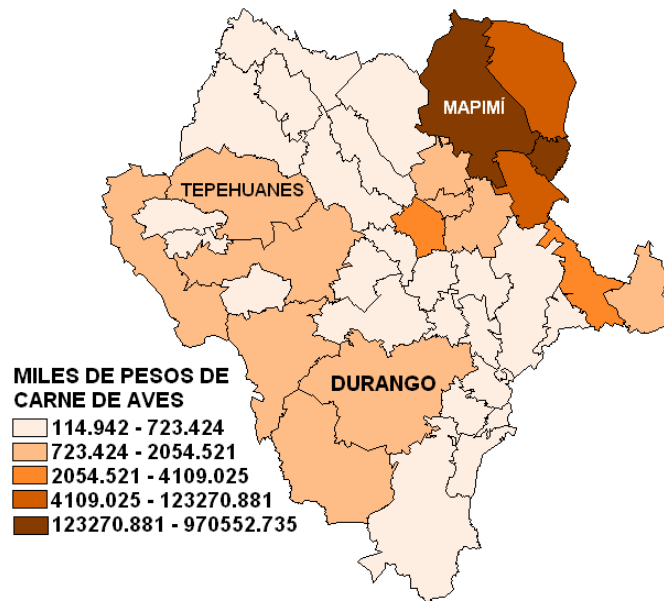 MAPIMÍ
TEPEHUANES
DURANGO
MILES DE PESOS DE
CARNE DE AVES
114.942 - 723.424
723.424 - 2054.521
2054.521 - 4109.025
4109.025 - 123270.881
123270.881 - 970552.735